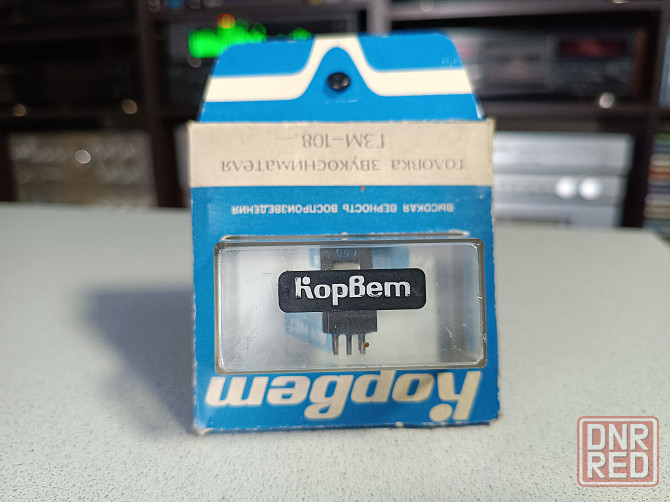 ГОЛОВКА ЗВУКОСНИМАТЕЛЯ
ГЗМ-108
ВЫСОКАЯ ВЕРНОСТЬ ВОСПРОИЗВЕДЕНИЯ
Корвет
Корвет
DNR
RED